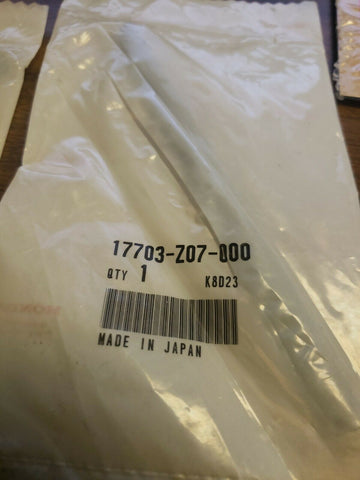 17703-Z07-000
QTY 1 K8D23
MADE IN JAPAN